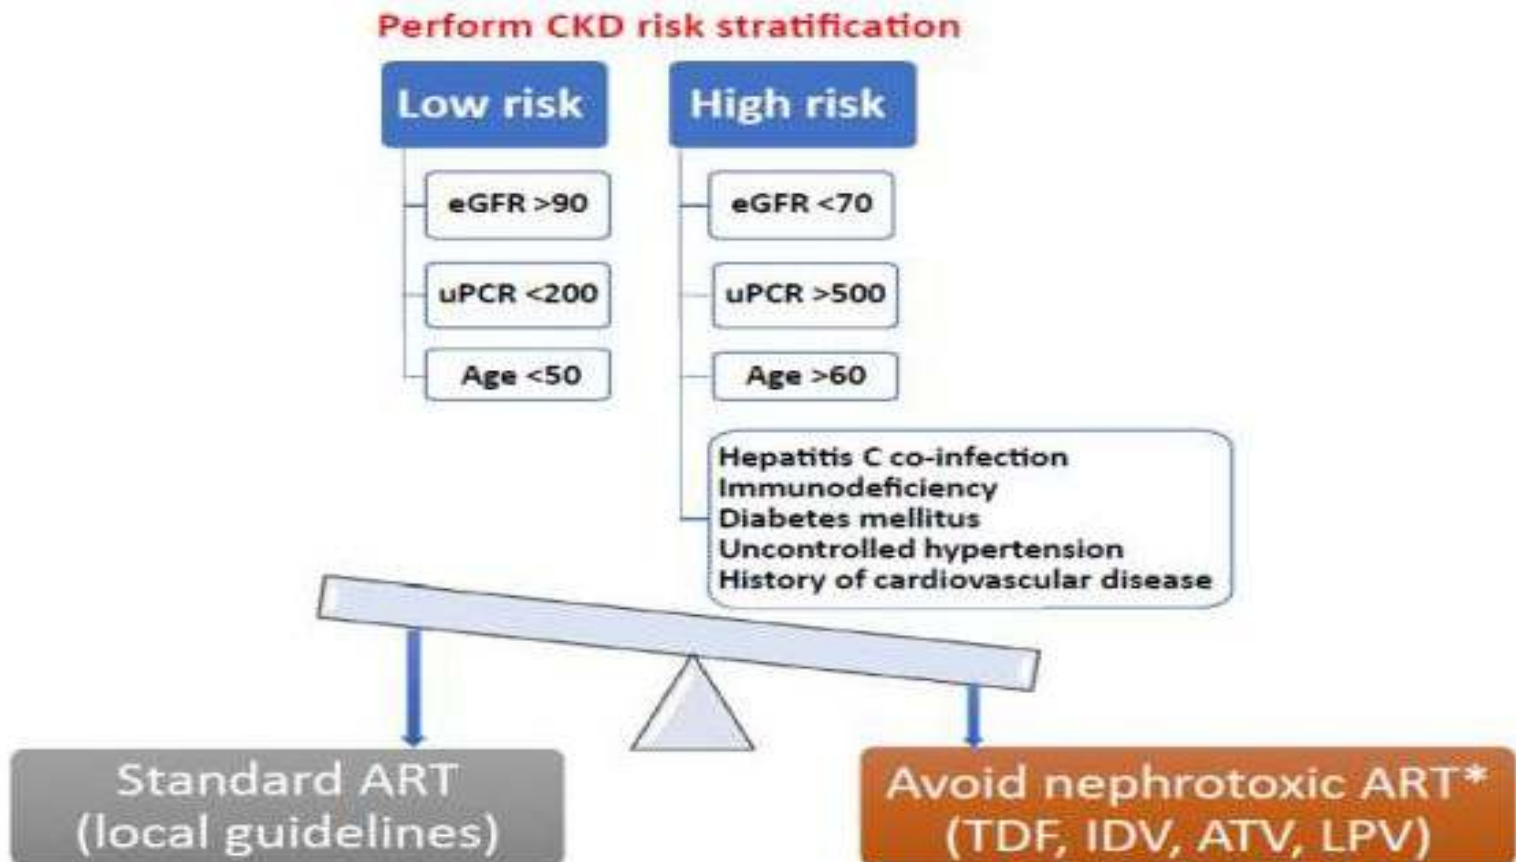 Perform CKD risk stratification
Low risk
eGFR >90
uPCR <200
Age <50
High risk
eGFR <70
uPCR >500
Age >60
Hepatitis C co-infection
Immunodeficiency
Diabetes mellitus
Uncontrolled hypertension
History of cardiovascular disease
Standard ART
(local guidelines)
Avoid nephrotoxic ART*
(TDF, IDV, ATV, LPV)